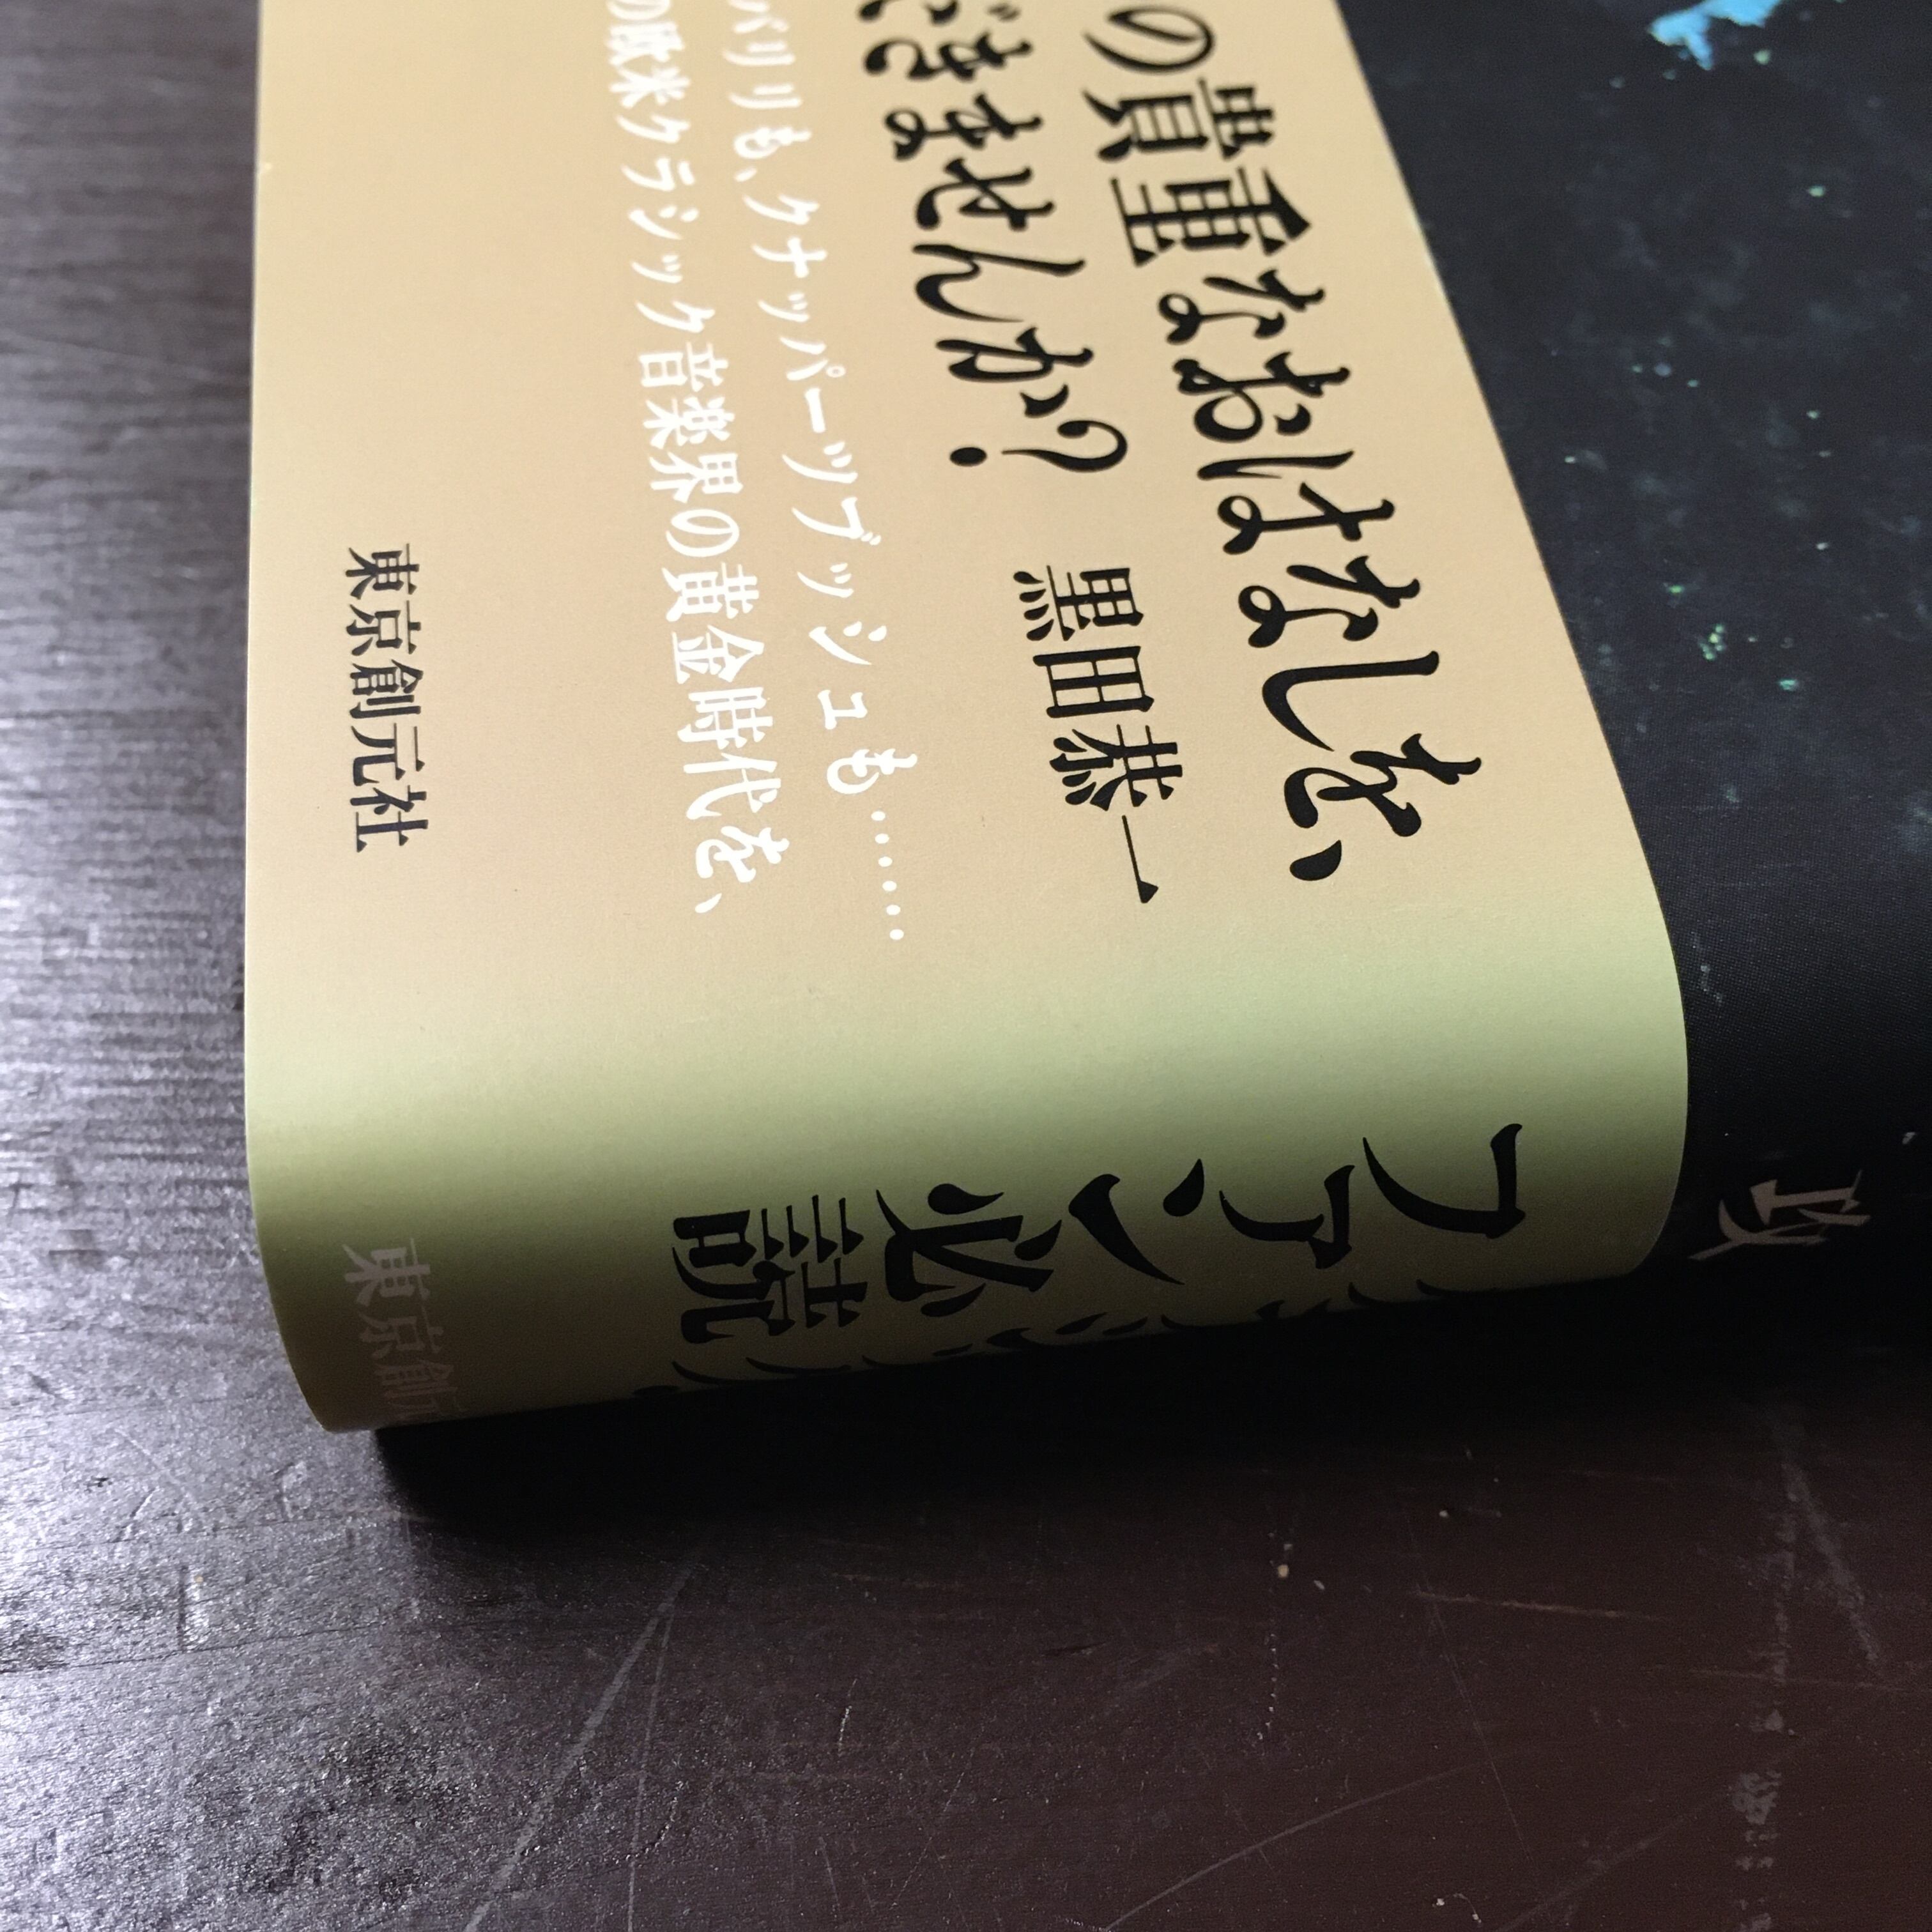 の貴重なおはなしを、
ませんか? 黒田恭一
バリリも、クナッパーツブッシュも……
の欧米クラシック音楽界の黄金時代を、
東京創元社
ファン必読
東京創元